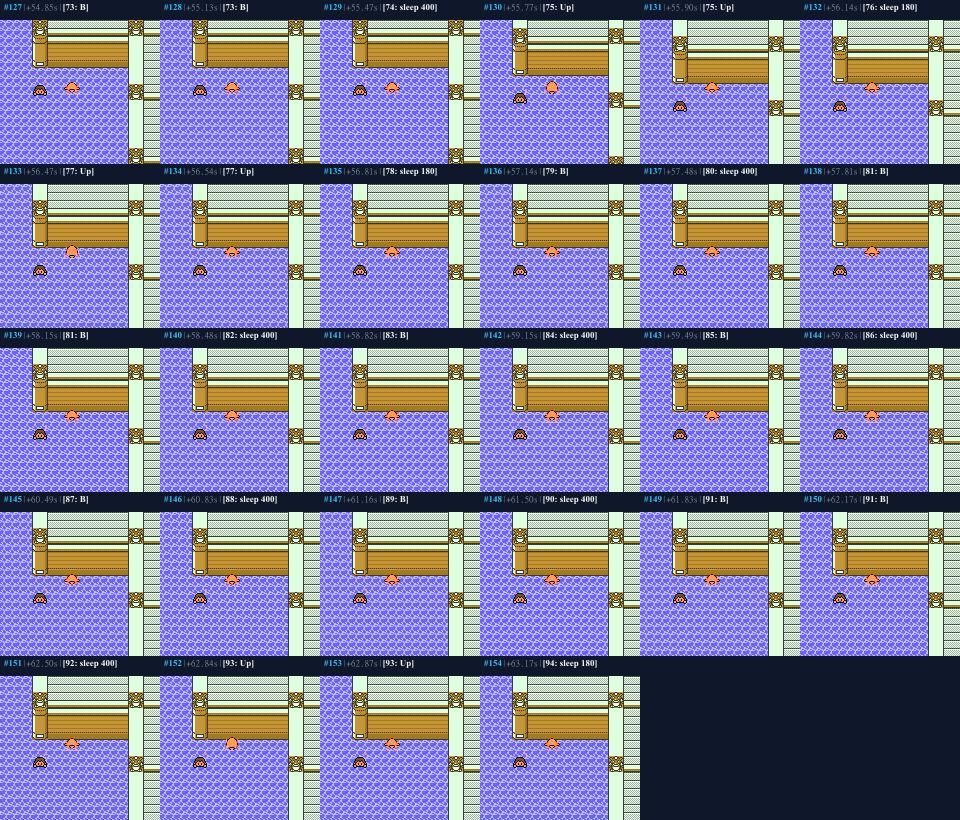 #127 | +54.85s | [73: B]
#128 | +55.13s | [73: B]
#129 | +55.47s | [74: sleep 400]
#130 | +55.77s | [75: Up]
#131 | +55.90s | [75: Up]
#132 | +56.14s | [76: sleep 180]
#133 | +56.47s | [77: Up]
#134 | +56.54s | [77: Up]
#135 | +56.81s | [78: sleep 180]
#136 | +57.14s | [79: B]
#137 | +57.48s | [80: sleep 400]
#138 | +57.81s | [81: B]
#139 | +58.15s | [81: B]
#140 | +58.48s | [82: sleep 400]
#141 | +58.82s | [83: B]
#142 | +59.15s | [84: sleep 400]
#143 | +59.49s | [85: B]
#144 | +59.82s | [86: sleep 400]
#145 | +60.49s | [87: B]
#146 | +60.83s | [88: sleep 400]
#147 | +61.16s | [89: B]
#148 | +61.50s | [90: sleep 400]
#149 | +61.83s | [91: B]
#150 | +62.17s | [91: B]
#151 | +62.50s | [92: sleep 400]
#152 | +62.84s | [93: Up]
#153 | +62.87s | [93: Up]
#154 | +63.17s | [94: sleep 180]